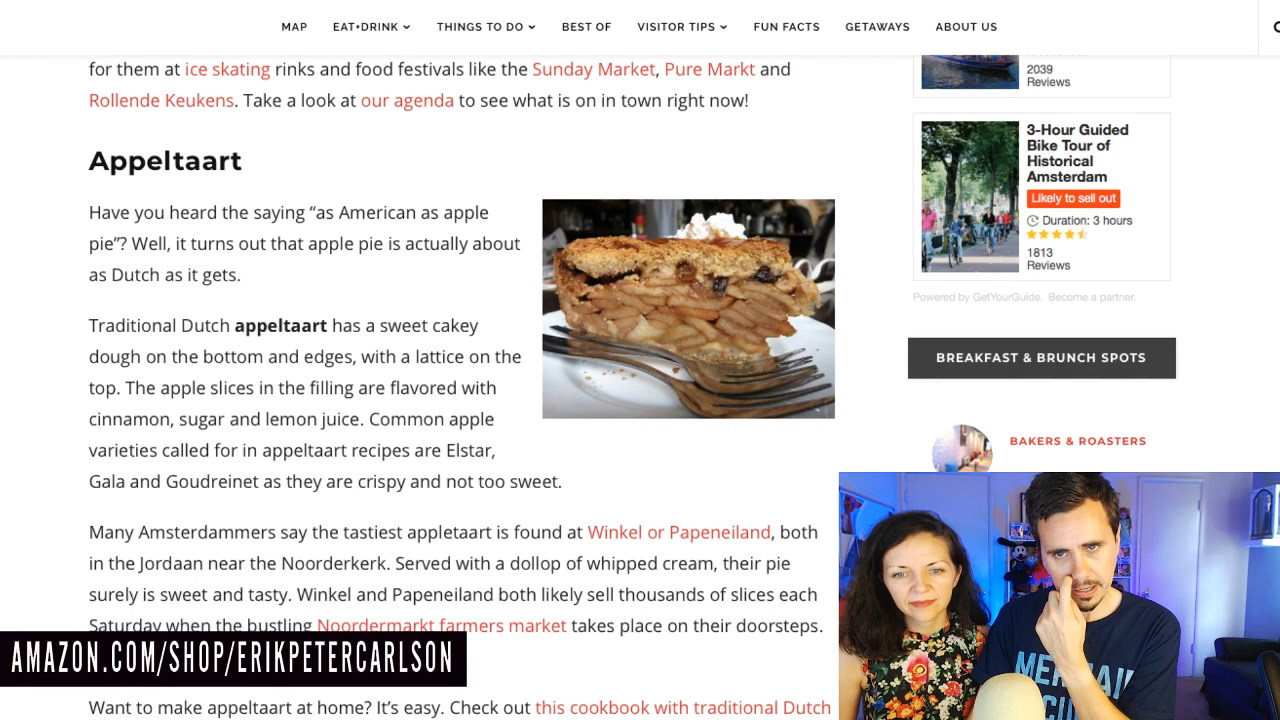 MAP EAT+DRINK THINGS TO DO BEST OF VISITOR TIPS FUN FACTS GETAWAYS ABOUT US
for them at ice skating rinks and food festivals like the Sunday Market, Pure Markt and
Rollende Keukens. Take a look at our agenda to see what is on in town right now!
Appeltaart
Have you heard the saying “as American as apple
pie”? Well, it turns out that apple pie is actually about
as Dutch as it gets.
Traditional Dutch appeltaart has a sweet cakey
dough on the bottom and edges, with a lattice on the
top. The apple slices in the filling are flavored with
cinnamon, sugar and lemon juice. Common apple
varieties called for in appeltaart recipes are Elstar,
Gala and Goudreinet as they are crispy and not too sweet.
Many Amsterdammers say the tastiest appletaart is found at Winkel or Papeneiland, both
in the Jordaan near the Noorderkerk. Served with a dollop of whipped cream, their pie
surely is sweet and tasty. Winkel and Papeneiland both likely sell thousands of slices each
Saturday when the bustling Noordermarkt farmers market takes place on their doorsteps.
Want to make appeltaart at home? It’s easy. Check out this cookbook with traditional Dutch
2039
Reviews
3-Hour Guided
Bike Tour of
Historical
Amsterdam
Likely to sell out
Duration: 3 hours
1813
Reviews
Powered by GetYourGuide. Become a partner.
BREAKFAST & BRUNCH SPOTS
BAKERS & ROASTERS
AMAZON.COM/SHOP/ERIKPETERCARLSON